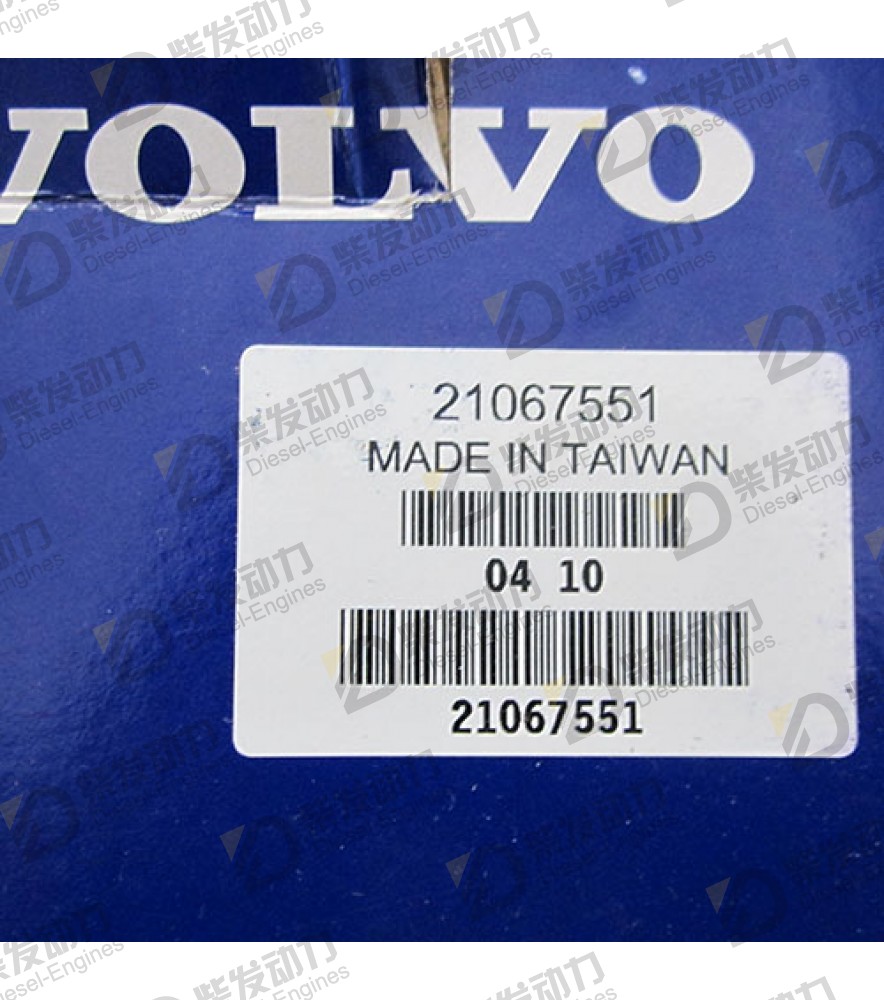 VOLVO
21067551
MADE IN TAIWAN
04 10
21067551
柴发动力
Diesel-Engines